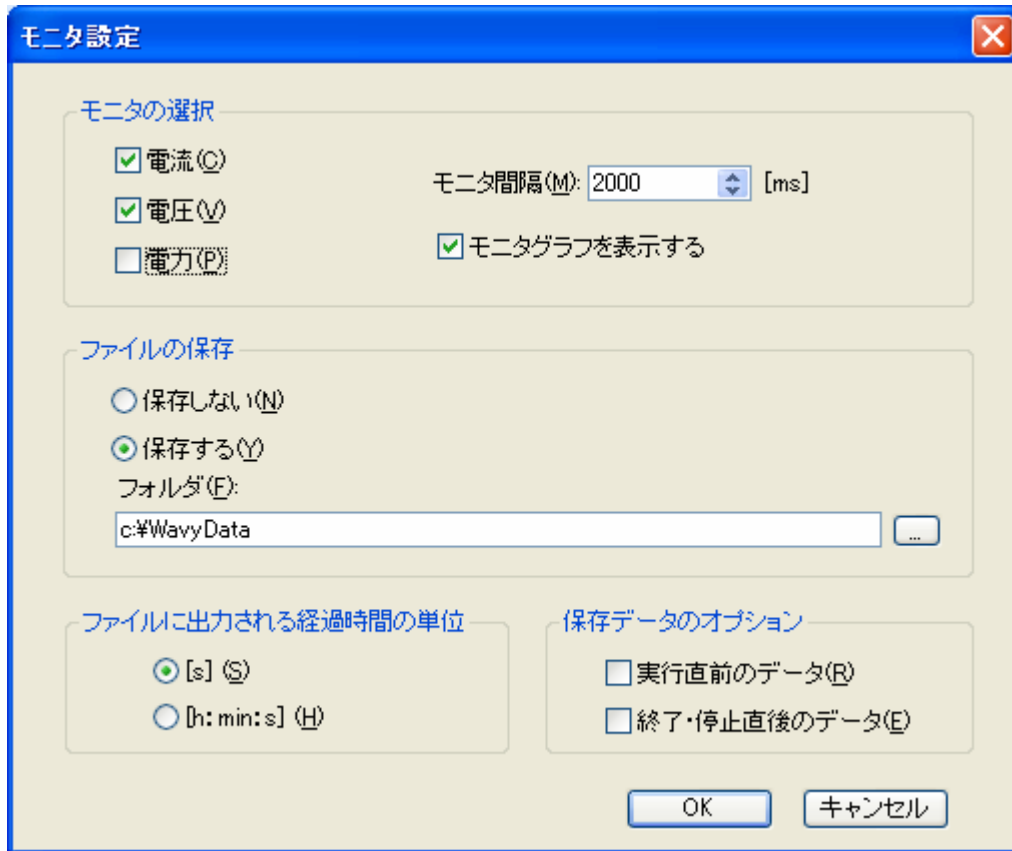 モニタ設定
モニタの選択
電流(C)
電圧(V)
電力(P)
モニタ間隔(M): 2000 [ms]
モニタグラフを表示する
ファイルの保存
保存しない(N)
保存する(Y)
フォルダ(F):
c:¥WavyData
...
ファイルに出力される経過時間の単位
[s] (S)
[h:min:s] (H)
保存データのオプション
実行直前のデータ(R)
終了・停止直後のデータ(E)
OK
キャンセル